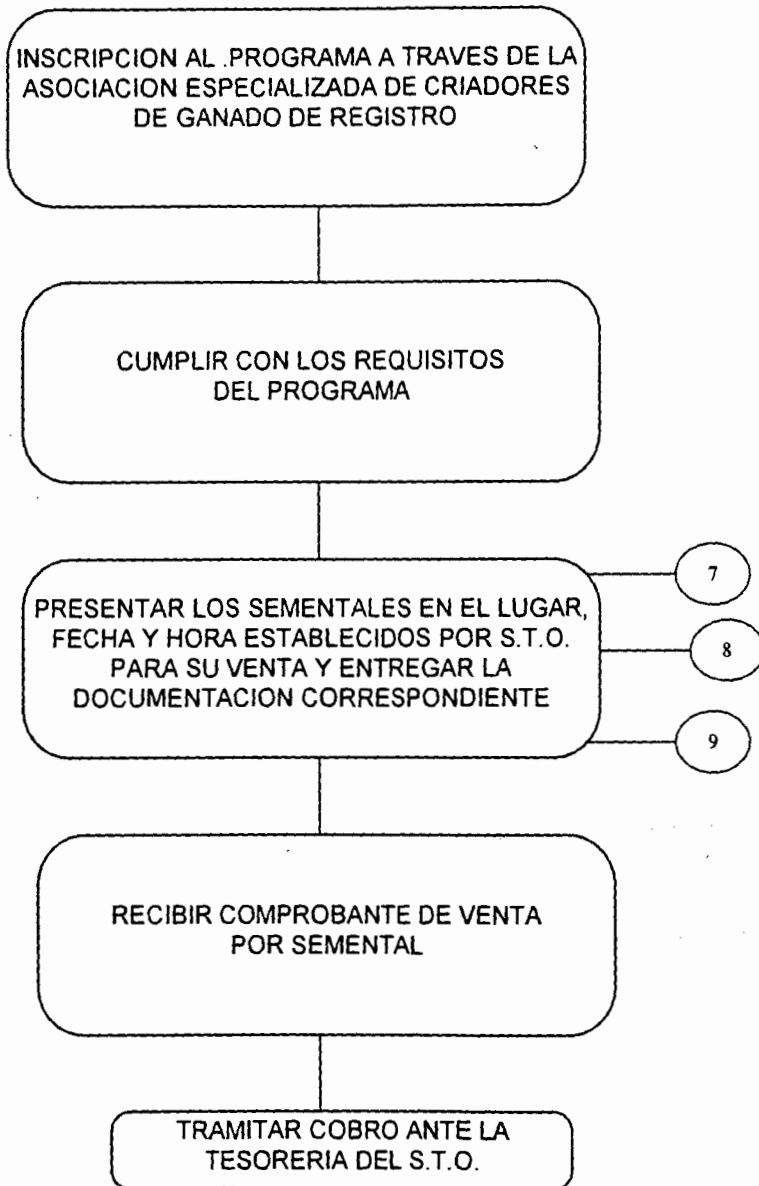 INSCRIPCION AL .PROGRAMA A TRAVES DE LA
ASOCIACION ESPECIALIZADA DE CRIADORES
DE GANADO DE REGISTRO
CUMPLIR CON LOS REQUISITOS
DEL PROGRAMA
PRESENTAR LOS SEMENTALES EN EL LUGAR,
FECHA Y HORA ESTABLECIDOS POR S.T.O.
PARA SU VENTA Y ENTREGAR LA
DOCUMENTACION CORRESPONDIENTE
7
8
9
RECIBIR COMPROBANTE DE VENTA
POR SEMENTAL
TRAMITAR COBRO ANTE LA
TESORERIA DEL S.T.O.